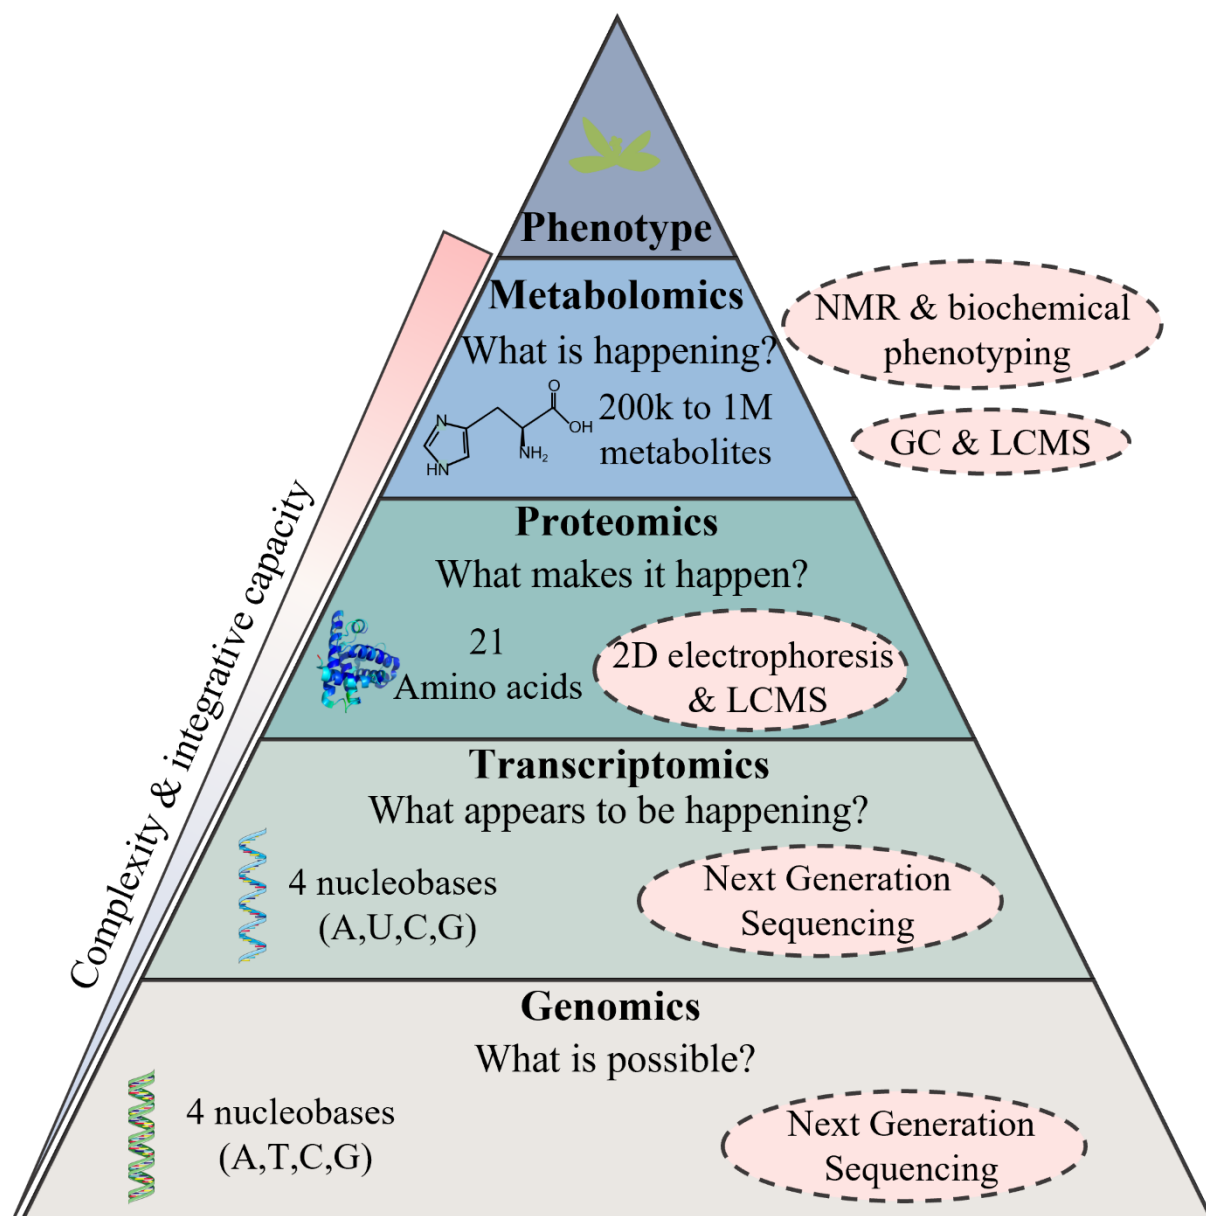 Phenotype
Metabolomics
What is happening?
N
HN
O
OH
NH₂
200k to 1M
metabolites
NMR & biochemical
phenotyping
GC & LCMS
Proteomics
What makes it happen?
21
Amino acids
2D electrophoresis
& LCMS
Complexity & integrative capacity
Transcriptomics
What appears to be happening?
4 nucleobases
(A,U,C,G)
Next Generation
Sequencing
Genomics
What is possible?
4 nucleobases
(A,T,C,G)
Next Generation
Sequencing